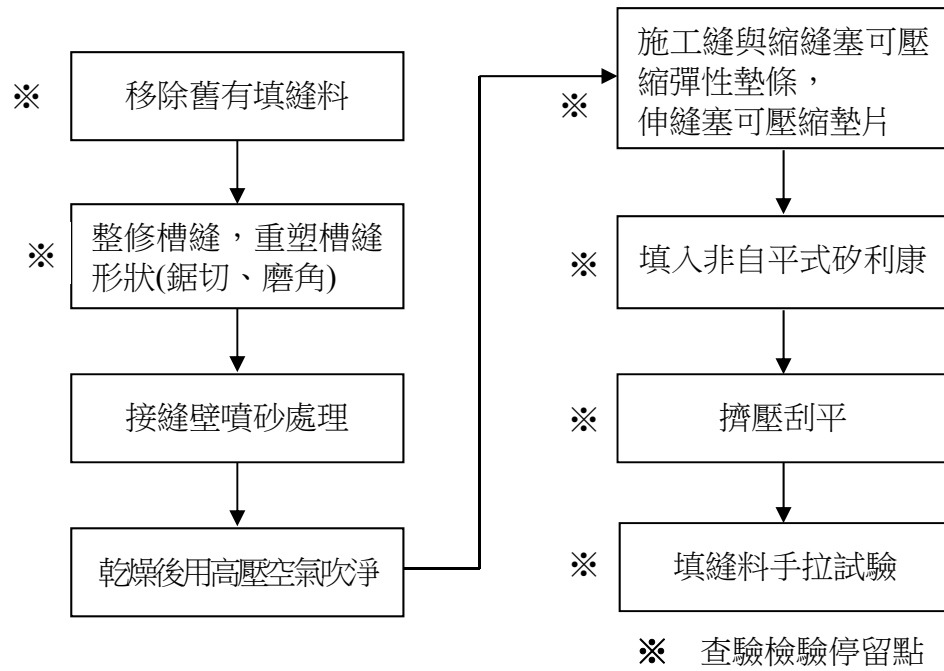 ※ 移除舊有填縫料
※ 整修槽縫，重塑槽縫
形狀(鋸切、磨角)
接縫壁噴砂處理
乾燥後用高壓空氣吹淨
※ 施工縫與縮縫塞可壓
縮彈性墊條，
伸縫塞可壓縮墊片
※ 填入非自平式矽利康
※ 擠壓刮平
※ 填縫料手拉試驗
※ 查驗檢驗停留點